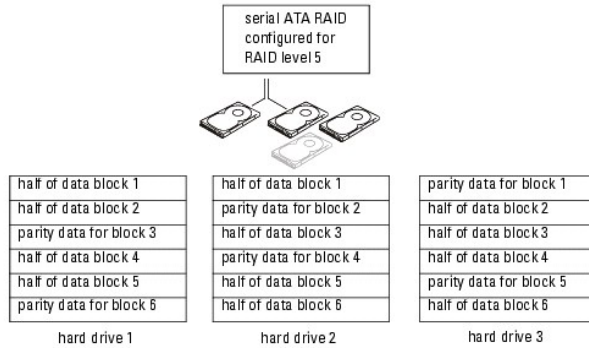 serial ATA RAID
configured for
RAID level 5
half of data block 1
half of data block 2
parity data for block 3
half of data block 4
half of data block 5
parity data for block 6
hard drive 1
half of data block 1
parity data for block 2
half of data block 3
parity data for block 4
half of data block 5
half of data block 6
hard drive 2
parity data for block 1
half of data block 2
half of data block 3
half of data block 4
parity data for block 5
half of data block 6
hard drive 3